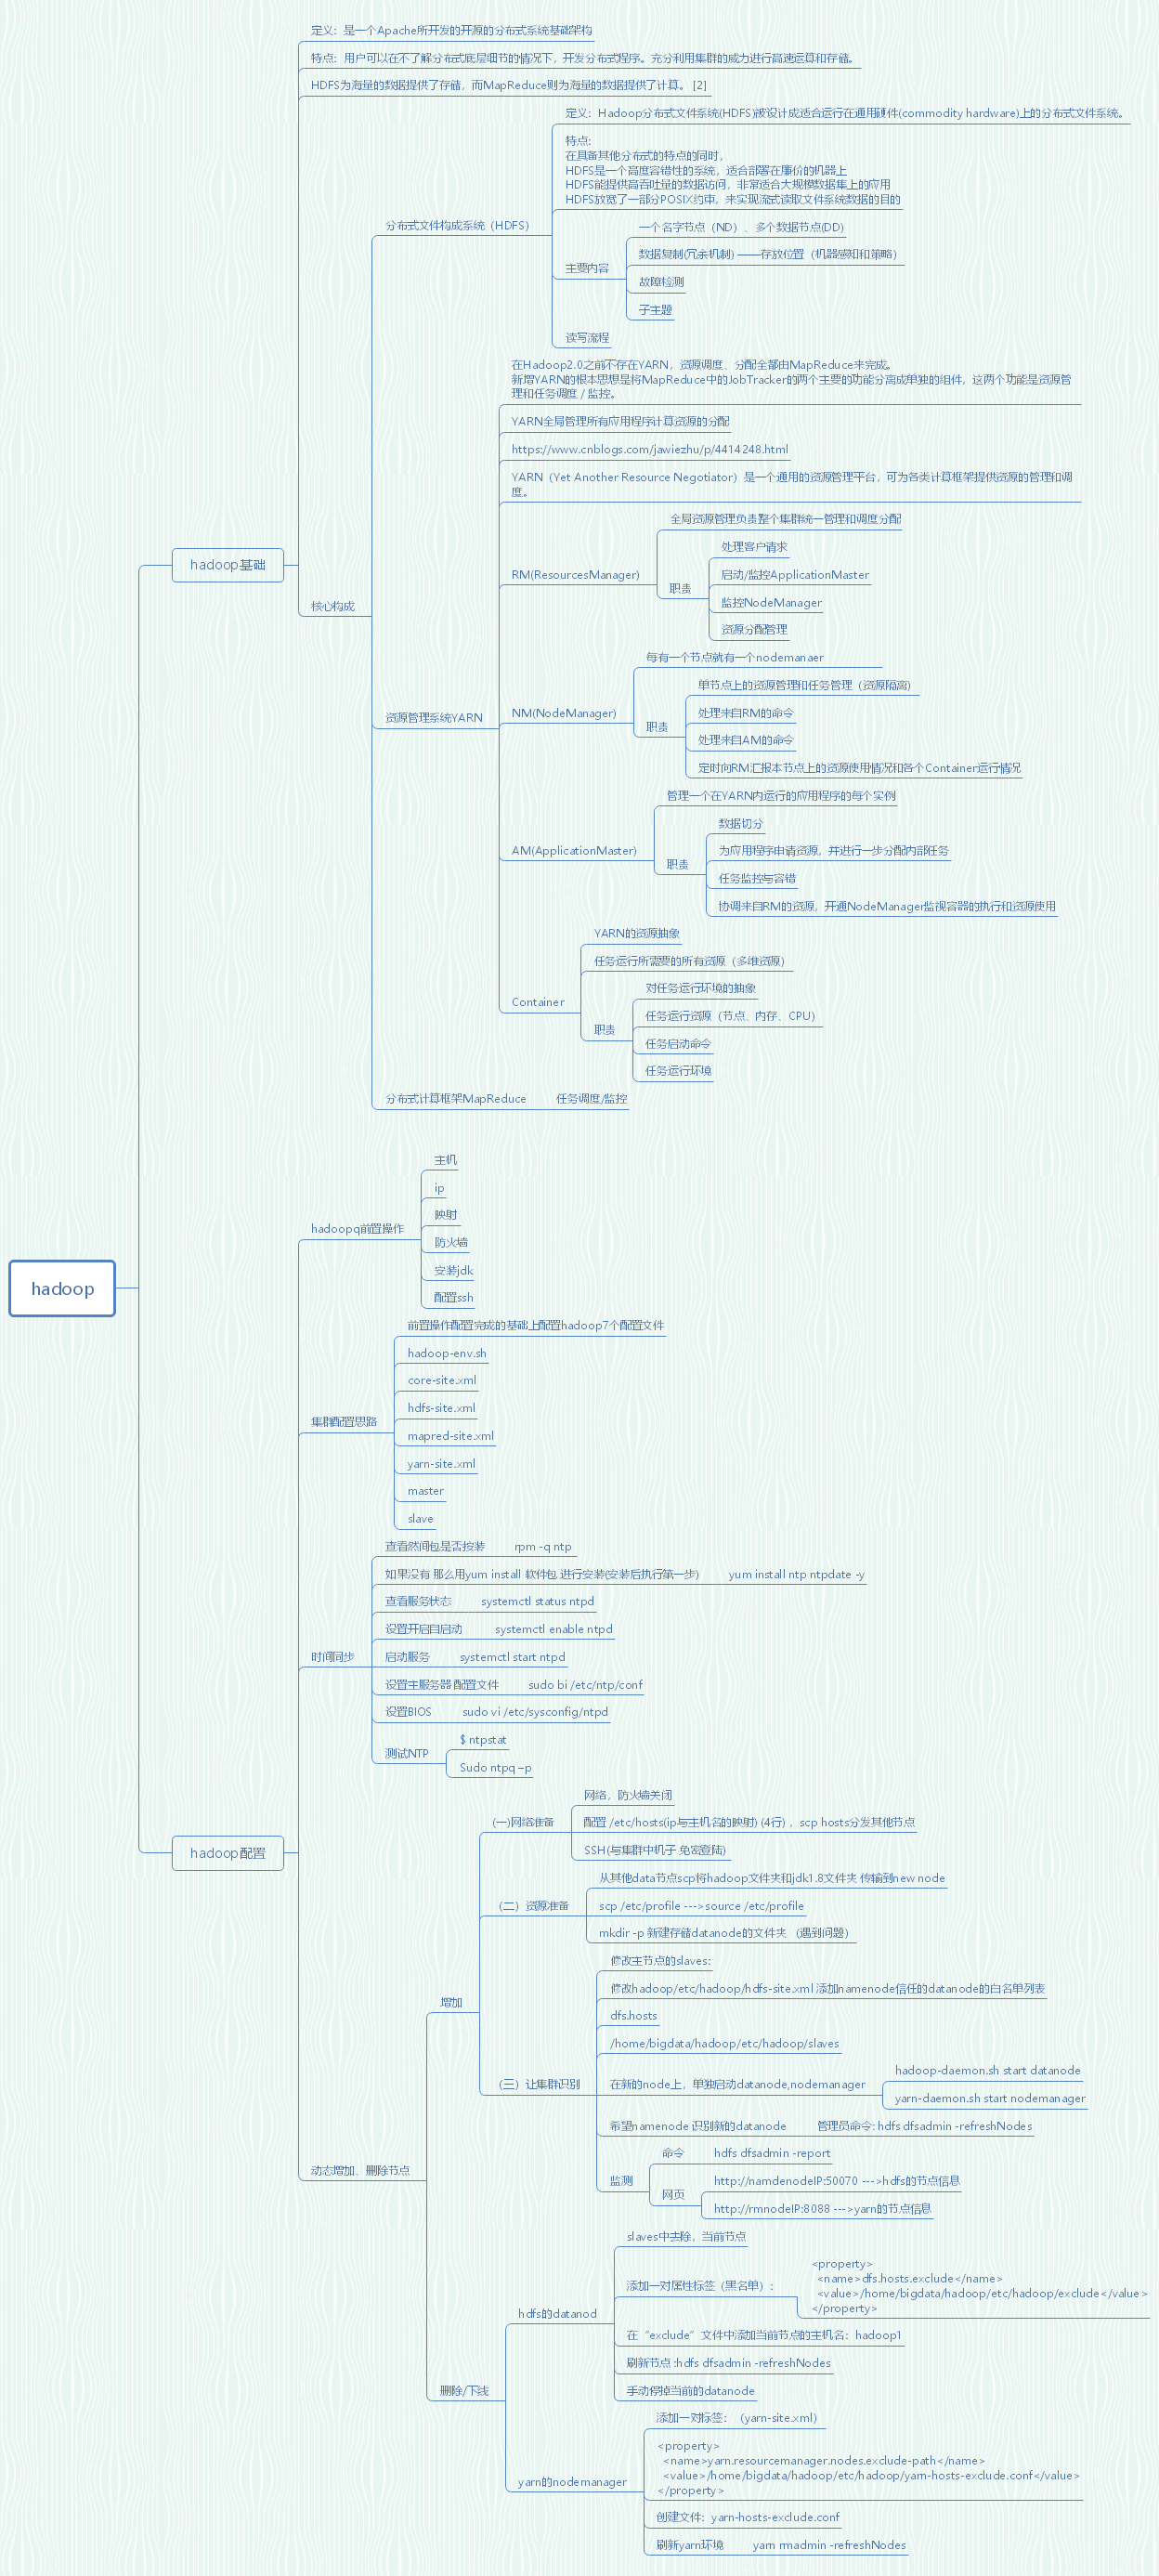 hadoop
hadoop基础
定义：是一个Apache所开发的开源的分布式系统基础架构
特点：用户可以在不了解分布式底层细节的情况下，开发分布式程序。充分利用集群的威力进行高速运算和存储。
HDFS为海量的数据提供了存储，而MapReduce则为海量的数据提供了计算。 [2]
核心构成
分布式文件构成系统（HDFS）
定义：Hadoop分布式文件系统(HDFS)被设计成适合运行在通用硬件(commodity hardware)上的分布式文件系统。
特点：
在具备其他分布式的特点的同时，
HDFS是一个高度容错性的系统，适合部署在廉价的机器上
HDFS能提供高吞吐量的数据访问，非常适合大规模数据集上的应用
HDFS放宽了一部分POSIX约束，来实现流式读取文件系统数据的目的
主要内容
一个名字节点（ND）、多个数据节点(DD)
数据复制(冗余机制) ——存放位置（机器感知和策略）
故障检测
子主题
读写流程
资源管理系统YARN
在Hadoop2.0之前不存在YARN，资源调度、分配全部由MapReduce来完成。
新增YARN的根本思想是将MapReduce中的JobTracker的两个主要的功能分离成单独的组件，这两个功能是资源管
理和任务调度 / 监控。
YARN全局管理所有应用程序计算资源的分配
https://www.cnblogs.com/jawiezhu/p/4414248.html
YARN（Yet Another Resource Negotiator）是一个通用的资源管理平台，可为各类计算框架提供资源的管理和调
度。
RM(ResourcesManager)
全局资源管理负责整个集群统一管理和调度分配
职责
处理客户请求
启动/监控ApplicationMaster
监控NodeManager
资源分配管理
NM(NodeManager)
每有一个节点就有一个nodemanaer
职责
单节点上的资源管理和任务管理（资源隔离）
处理来自RM的命令
处理来自AM的命令
定时向RM汇报本节点上的资源使用情况和各个Container运行情况
AM(ApplicationMaster)
管理一个在YARN内运行的应用程序的每个实例
职责
数据切分
为应用程序申请资源，并进行一步分配内部任务
任务监控与容错
协调来自RM的资源，开通NodeManager监视容器的执行和资源使用
Container
YARN的资源抽象
任务运行所需要的所有资源（多维资源）
职责
对任务运行环境的抽象
任务运行资源（节点、内存、CPU）
任务启动命令
任务运行环境
分布式计算框架MapReduce
任务调度/监控
hadoop配置
hadoopq前置操作
主机
ip
映射
防火墙
安装jdk
配置ssh
集群配置思路
前置操作配置完成的基础上配置hadoop7个配置文件
hadoop-env.sh
core-site.xml
hdfs-site.xml
mapred-site.xml
yarn-site.xml
master
slave
时间同步
查看然间包是否按装
rpm -q ntp
如果没有 那么用yum install 软件包 进行安装(安装后执行第一步)
yum install ntp ntpdate -y
查看服务状态
systemctl status ntpd
设置开启自启动
systemctl enable ntpd
启动服务
systemctl start ntpd
设置主服务器 配置文件
sudo bi /etc/ntp/conf
设置BIOS
sudo vi /etc/sysconfig/ntpd
测试NTP
$ ntpstat
Sudo ntpq –p
动态增加、删除节点
增加
(一)网络准备
网络，防火墙关闭
配置 /etc/hosts(ip与主机名的映射) (4行) ，scp hosts分发其他节点
SSH(与集群中机子 免密登陆)
（二）资源准备
从其他data节点scp将hadoop文件夹和jdk1.8文件夹 传输到new node
scp /etc/profile --->source /etc/profile
mkdir -p 新建存储datanode的文件夹 （遇到问题）
（三）让集群识别
修改主节点的slaves:
修改hadoop/etc/hadoop/hdfs-site.xml 添加namenode信任的datanode的白名单列表
dfs.hosts
/home/bigdata/hadoop/etc/hadoop/slaves
在新的node上，单独启动datanode,nodemanager
hadoop-daemon.sh start datanode
yarn-daemon.sh start nodemanager
希望namenode 识别新的datanode
管理员命令: hdfs dfsadmin -refreshNodes
监测
命令
hdfs dfsadmin -report
网页
http://namdenodeIP:50070 --->hdfs的节点信息
http://rmnodeIP:8088 --->yarn的节点信息
删除/下线
hdfs的datanod
slaves中去除，当前节点
添加一对属性标签（黑名单）：
<property>
<name>dfs.hosts.exclude</name>
<value>/home/bigdata/hadoop/etc/hadoop/exclude</value>
</property>
在“exclude”文件中添加当前节点的主机名：hadoop1
刷新节点 :hdfs dfsadmin -refreshNodes
手动停掉当前的datanode
yarn的nodemanager
添加一对标签：（yarn-site.xml）
<property>
<name>yarn.resourcemanager.nodes.exclude-path</name>
<value>/home/bigdata/hadoop/etc/hadoop/yarn-hosts-exclude.conf</value>
</property>
创建文件：yarn-hosts-exclude.conf
刷新yarn环境
yarn rmadmin -refreshNodes